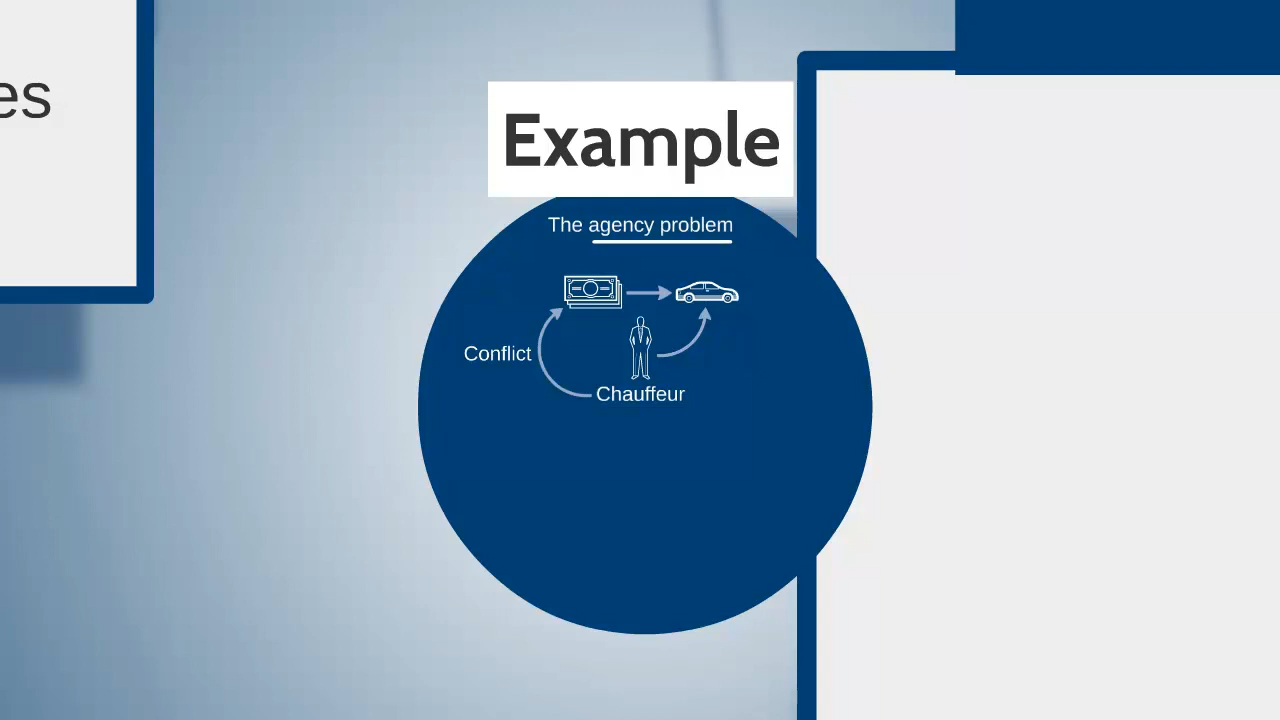 es
Example
The agency problem
Conflict
Chauffeur